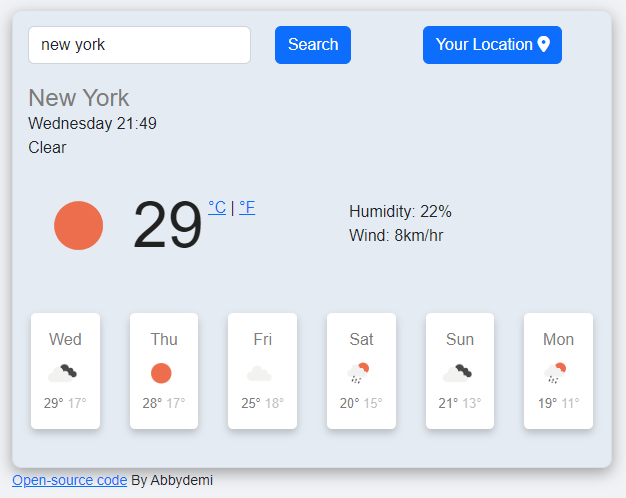 new york Search Your Location
New York
Wednesday 21:49
Clear
29 °C | °F
Humidity: 22%
Wind: 8km/hr
Wed Thu Fri Sat Sun Mon
29° 17° 28° 17° 25° 18° 20° 15° 21° 13° 19° 11°
Open-source code By Abbydemi